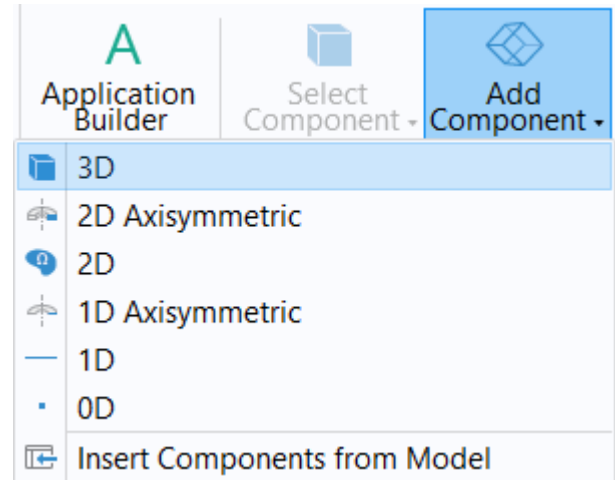 A
Application
Builder
Select
Component
Add
Component
3D
2D Axisymmetric
Ω
2D
1D Axisymmetric
1D
0D
Insert Components from Model